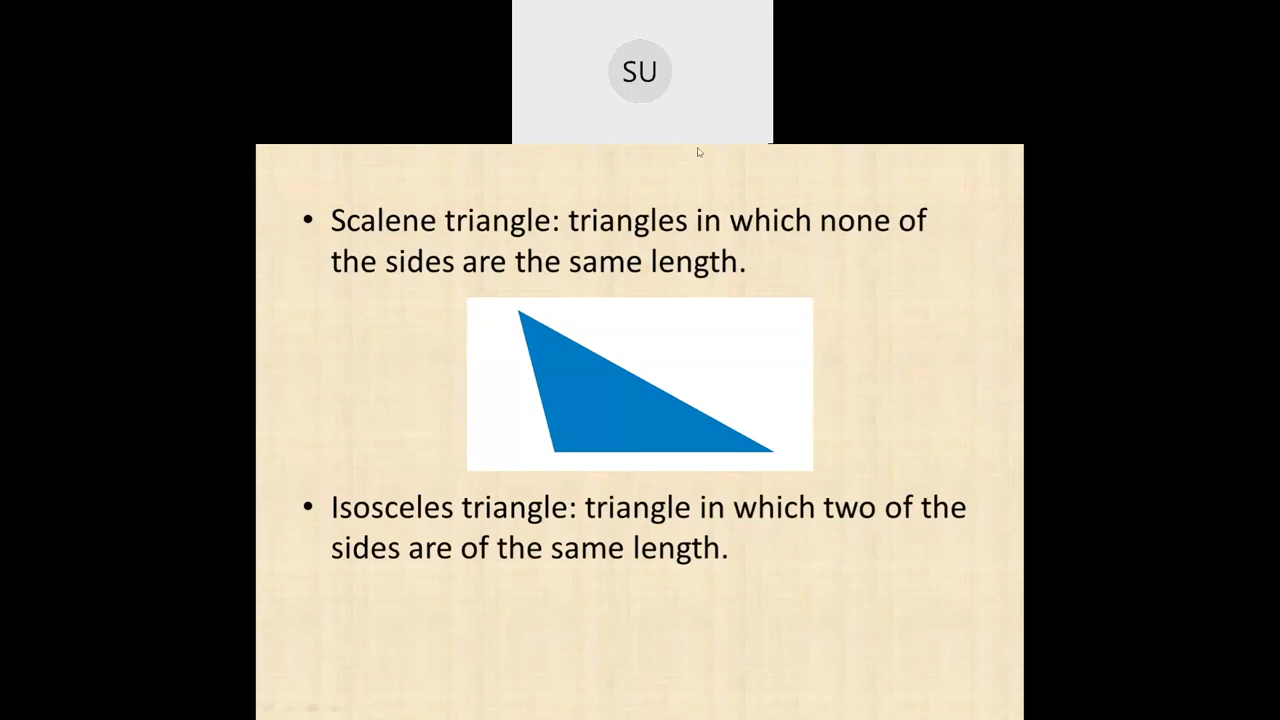 SU
• Scalene triangle: triangles in which none of
the sides are the same length.
• Isosceles triangle: triangle in which two of the
sides are of the same length.